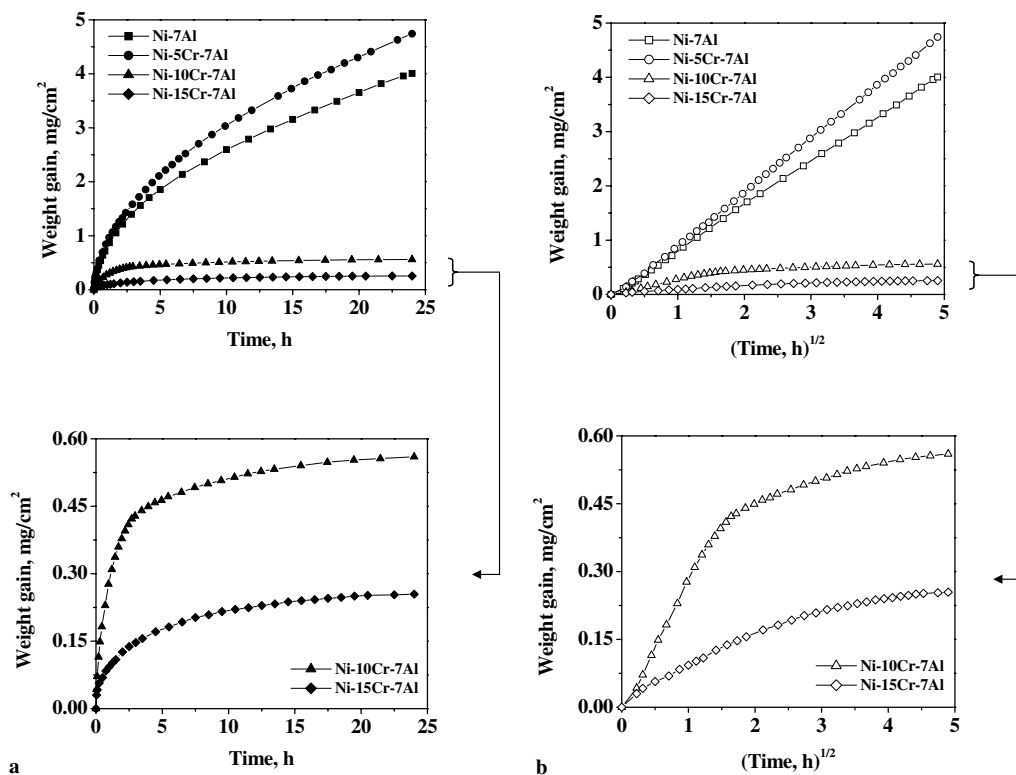 5
4
3
2
1
0
Weight gain, mg/cm²
Ni-7Al
Ni-5Cr-7Al
Ni-10Cr-7Al
Ni-15Cr-7Al
0 5 10 15 20 25
Time, h
5
4
3
2
1
0
Weight gain, mg/cm²
Ni-7Al
Ni-5Cr-7Al
Ni-10Cr-7Al
Ni-15Cr-7Al
0 1 2 3 4 5
(Time, h)^1/2
0.60
0.45
0.30
0.15
0.00
Weight gain, mg/cm²
Ni-10Cr-7Al
Ni-15Cr-7Al
0 5 10 15 20 25
Time, h
a
0.60
0.45
0.30
0.15
0.00
Weight gain, mg/cm²
Ni-10Cr-7Al
Ni-15Cr-7Al
0 1 2 3 4 5
(Time, h)^1/2
b